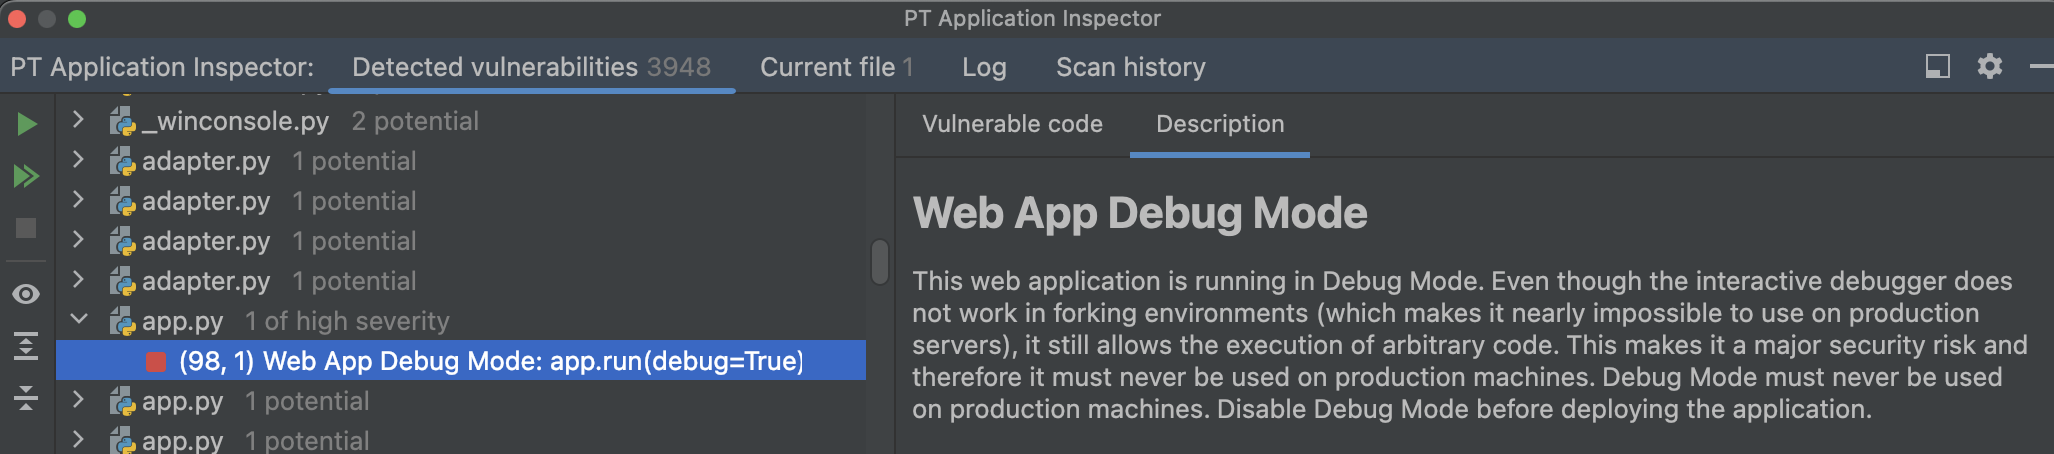 PT Application Inspector
PT Application Inspector: Detected vulnerabilities 3948 Current file 1 Log Scan history
_winconsole.py 2 potential
adapter.py 1 potential
adapter.py 1 potential
adapter.py 1 potential
adapter.py 1 potential
app.py 1 of high severity
(98, 1) Web App Debug Mode: app.run(debug=True)
app.py 1 potential
app.py 1 potential
Vulnerable code Description
Web App Debug Mode
This web application is running in Debug Mode. Even though the interactive debugger does
not work in forking environments (which makes it nearly impossible to use on production
servers), it still allows the execution of arbitrary code. This makes it a major security risk and
therefore it must never be used on production machines. Debug Mode must never be used
on production machines. Disable Debug Mode before deploying the application.